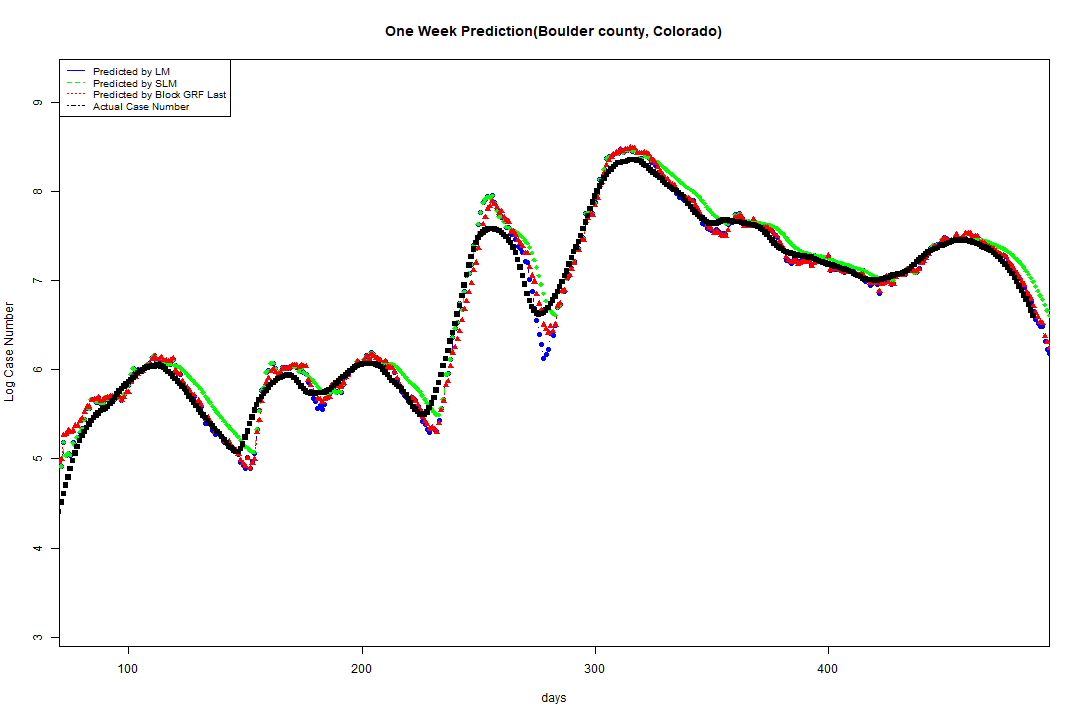 One Week Prediction(Boulder county, Colorado)
Predicted by LM
Predicted by SLM
Predicted by Block GRF Last
Actual Case Number
9
8
7
6
5
4
3
Log Case Number
100 200 300 400
days